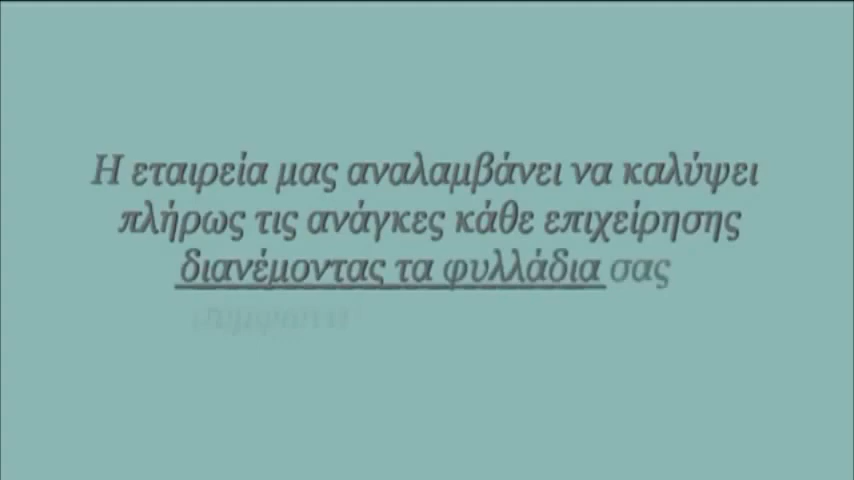 Η εταιρεία μας αναλαμβάνει να καλύψει
πλήρως τις ανάγκες κάθε επιχείρησης
διανέμοντας τα φυλλάδια σας